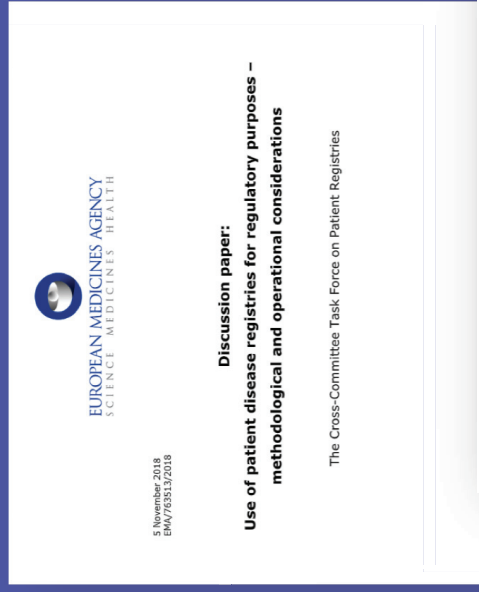 EUROPEAN MEDICINES AGENCY
SCIENCE MEDICINES HEALTH
5 November 2018
EMA/763513/2018
Discussion paper:
Use of patient disease registries for regulatory purposes –
methodological and operational considerations
The Cross-Committee Task Force on Patient Registries